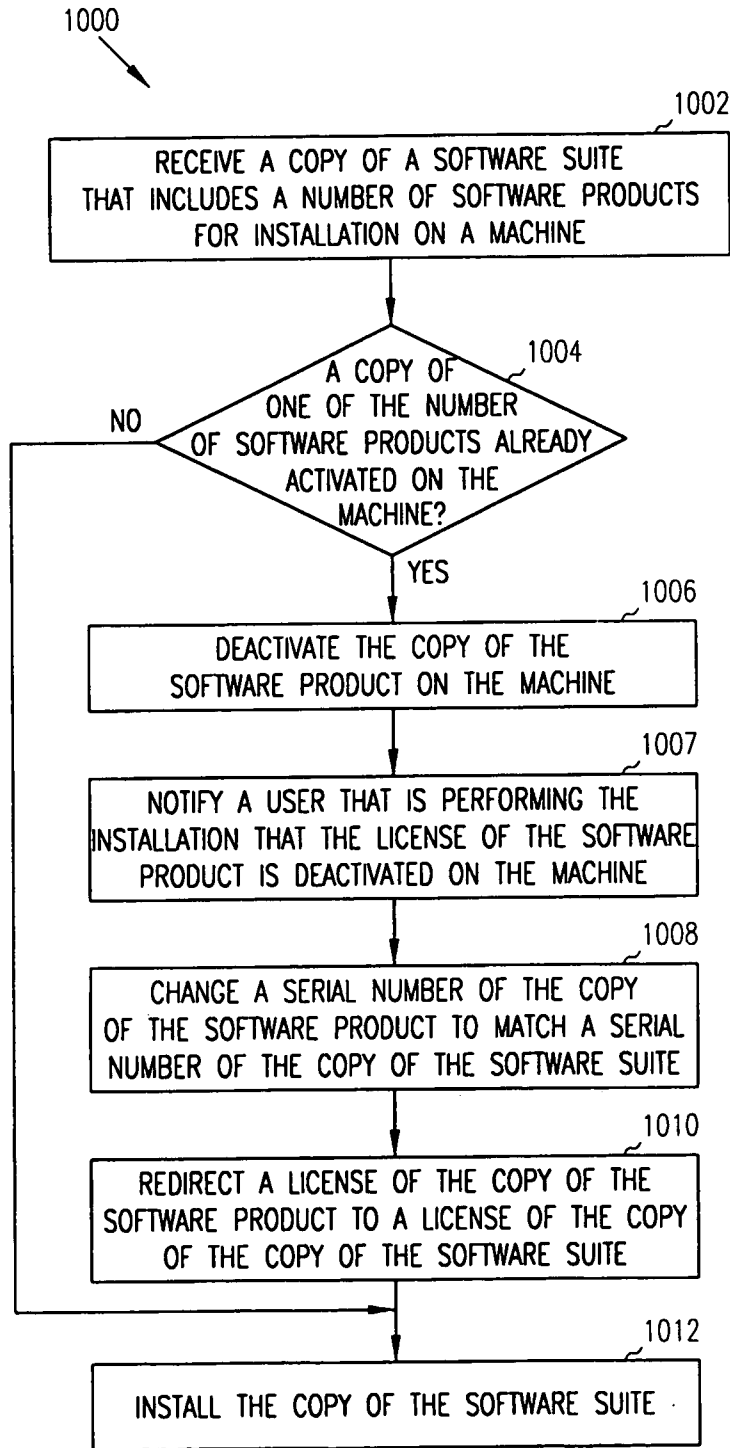 1000
1002
RECEIVE A COPY OF A SOFTWARE SUITE
THAT INCLUDES A NUMBER OF SOFTWARE PRODUCTS
FOR INSTALLATION ON A MACHINE
1004
A COPY OF
ONE OF THE NUMBER
OF SOFTWARE PRODUCTS ALREADY
ACTIVATED ON THE
MACHINE?
NO
YES
1006
DEACTIVATE THE COPY OF THE
SOFTWARE PRODUCT ON THE MACHINE
1007
NOTIFY A USER THAT IS PERFORMING THE
INSTALLATION THAT THE LICENSE OF THE SOFTWARE
PRODUCT IS DEACTIVATED ON THE MACHINE
1008
CHANGE A SERIAL NUMBER OF THE COPY
OF THE SOFTWARE PRODUCT TO MATCH A SERIAL
NUMBER OF THE COPY OF THE SOFTWARE SUITE
1010
REDIRECT A LICENSE OF THE COPY OF THE
SOFTWARE PRODUCT TO A LICENSE OF THE COPY
OF THE COPY OF THE SOFTWARE SUITE
1012
INSTALL THE COPY OF THE SOFTWARE SUITE